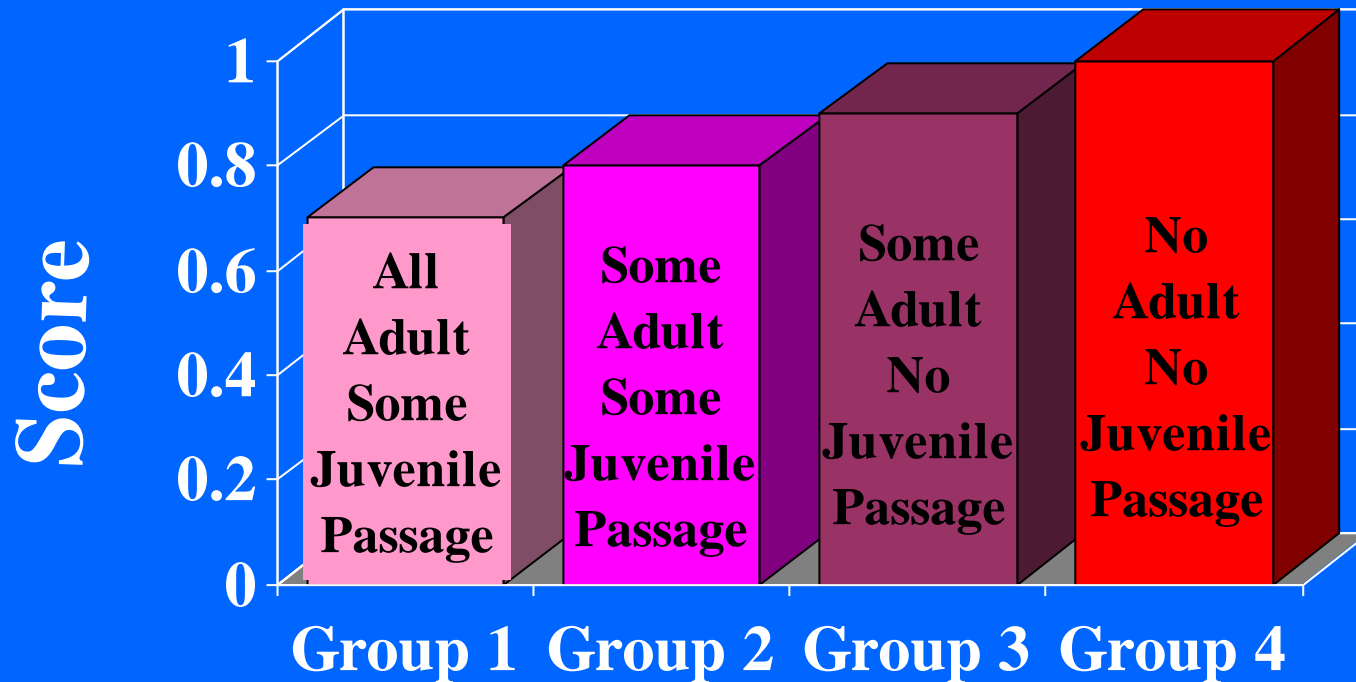 Score
1
0.8
0.6
0.4
0.2
0
All
Adult
Some
Juvenile
Passage
Some
Adult
Some
Juvenile
Passage
Some
Adult
No
Juvenile
Passage
No
Adult
No
Juvenile
Passage
Group 1 Group 2 Group 3 Group 4